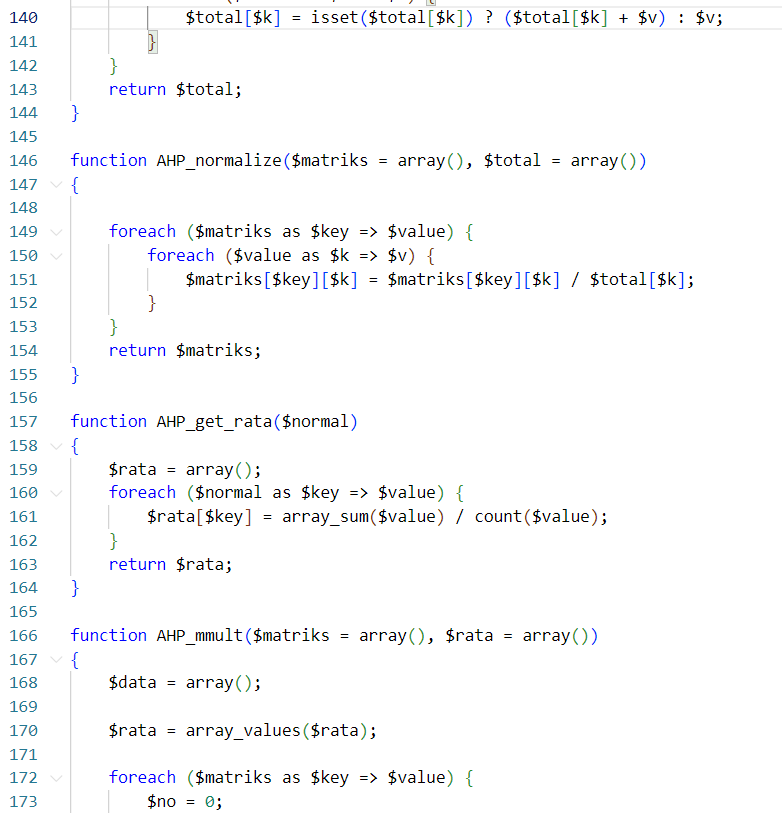 140 $total[$k] = isset($total[$k]) ? ($total[$k] + $v) : $v;
141 }
142 }
143 return $total;
144 }
145
146 function AHP_normalize($matriks = array(), $total = array())
147 {
148
149 foreach ($matriks as $key => $value) {
150 foreach ($value as $k => $v) {
151 $matriks[$key][$k] = $matriks[$key][$k] / $total[$k];
152 }
153 }
154 return $matriks;
155 }
156
157 function AHP_get_rata($normal)
158 {
159 $rata = array();
160 foreach ($normal as $key => $value) {
161 $rata[$key] = array_sum($value) / count($value);
162 }
163 return $rata;
164 }
165
166 function AHP_mmult($matriks = array(), $rata = array())
167 {
168 $data = array();
169
170 $rata = array_values($rata);
171
172 foreach ($matriks as $key => $value) {
173 $no = 0;